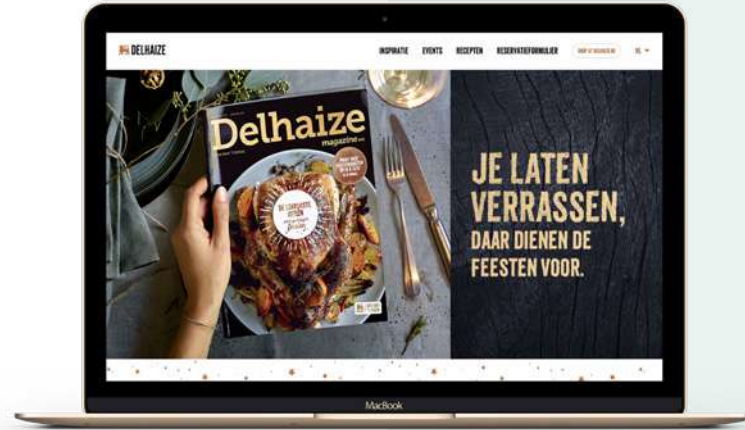 DELHAIZE
INSPIRATIE EVENTS RECEPTEN RESERVATIEFORMULIER NL
Delhaize
magazine
JE LATEN
VERRASSEN,
DAAR DIENEN DE
FEESTEN VOOR.
MacBook